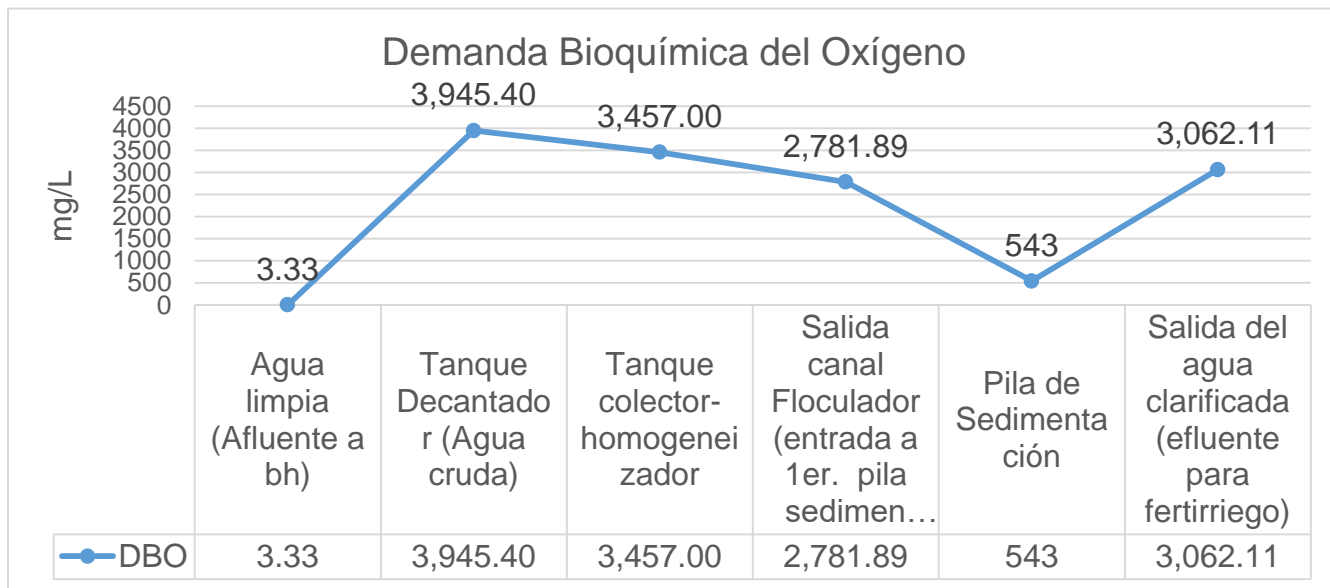 Demanda Bioquímica del Oxígeno
mg/L
4500
4000
3500
3000
2500
2000
1500
1000
500
0
3.33
3,945.40
3,457.00
2,781.89
543
3,062.11
Agua
limpia
(Afluente a
bh)
Tanque
Decantado
r (Agua
cruda)
Tanque
colector-
homogenei
zador
Salida
canal
Floculador
(entrada a
1er. pila
sedimen…
Pila de
Sedimenta
ción
Salida del
agua
clarificada
(efluente
para
fertirriego)
DBO 3.33 3,945.40 3,457.00 2,781.89 543 3,062.11